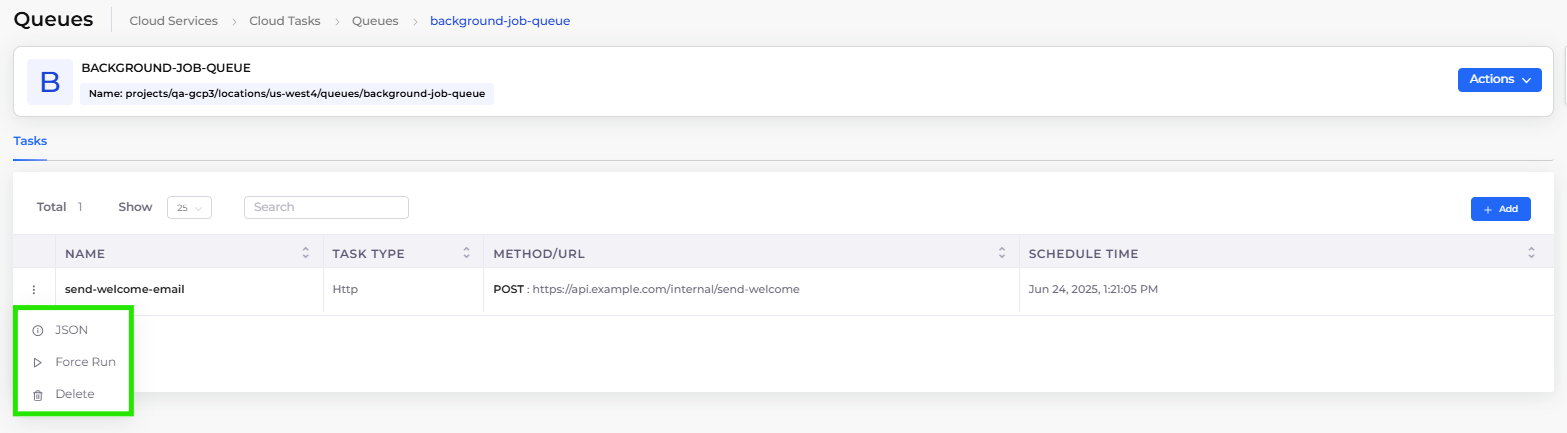 Queues Cloud Services > Cloud Tasks > Queues > background-job-queue
B BACKGROUND-JOB-QUEUE
Name: projects/qa-gcp3/locations/us-west4/queues/background-job-queue
Actions
Tasks
Total 1 Show 25 Search
+ Add
NAME TASK TYPE METHOD/URL SCHEDULE TIME
send-welcome-email Http POST : https://api.example.com/internal/send-welcome Jun 24, 2025, 1:21:05 PM
JSON
Force Run
Delete